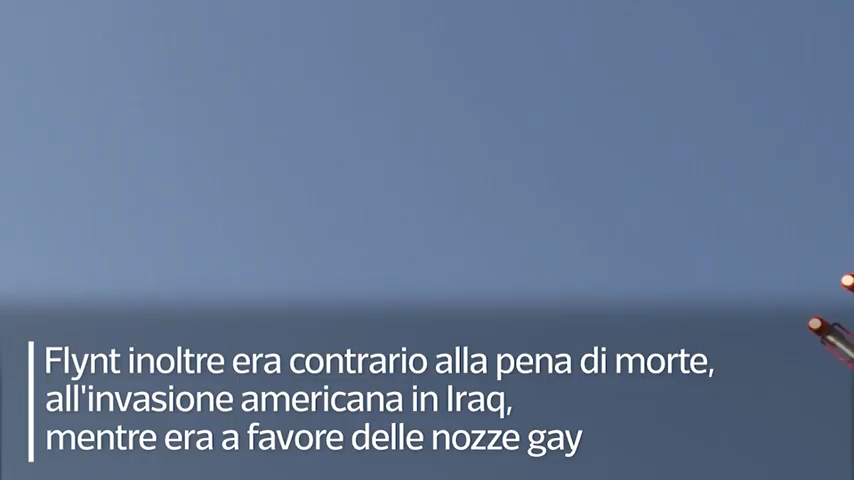 Flynt inoltre era contrario alla pena di morte,
all'invasione americana in Iraq,
mentre era a favore delle nozze gay